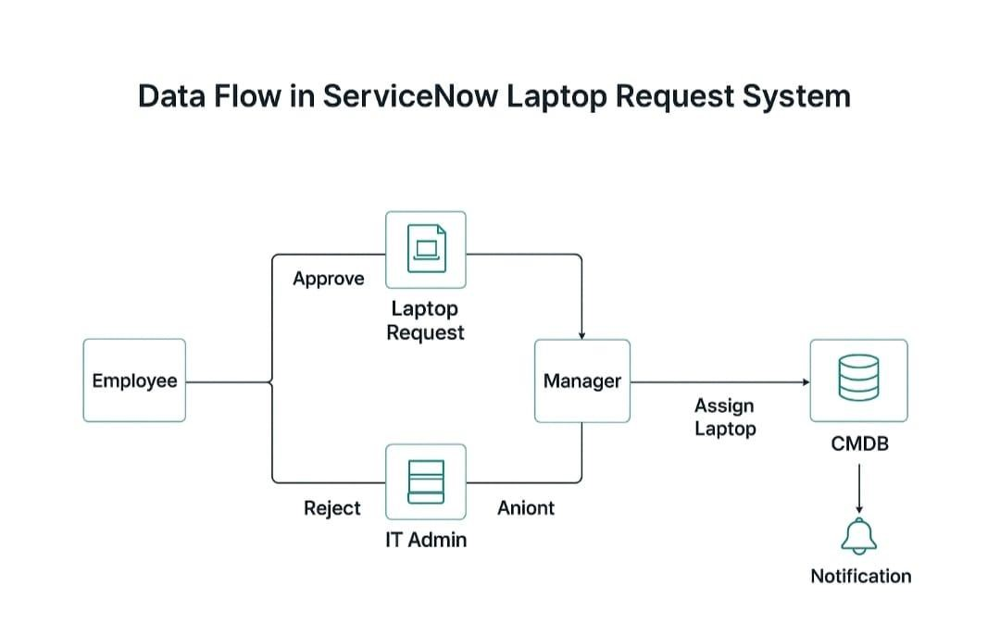 Data Flow in ServiceNow Laptop Request System
Approve
Laptop
Request
Employee
Manager
Assign
Laptop
CMDB
Reject
Aniont
IT Admin
Notification